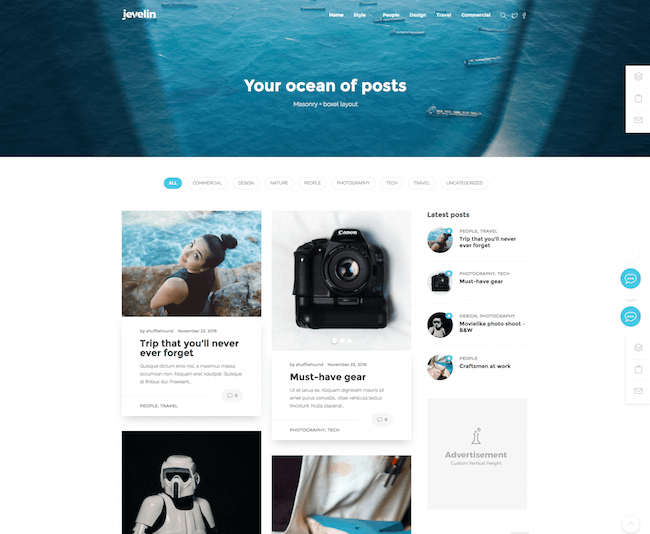 jevelin
Home Style People Design Travel Commercial
Your ocean of posts
Masonry + boxel layout
ALL COMMERCIAL DESIGN NATURE PEOPLE PHOTOGRAPHY TECH TRAVEL UNCATEGORIZED
by shufflehound November 23, 2016
Trip that you'll never
ever forget
Quisque dictum eros nisl, a maximus massa
accumsan non. Aliquam erat volutpat. Quisque
at finibus dui. Praesent...
0
PEOPLE, TRAVEL
Canon
by shufflehound November 23, 2016
Must-have gear
Ut et lacus ex. Aliquam dignissim mauris sit
amet purus convallis, vitae vehicula lectus
tincidunt. Nulla placerat...
0
PHOTOGRAPHY, TECH
Latest posts
PEOPLE, TRAVEL
Trip that you'll never
ever forget
PHOTOGRAPHY, TECH
Must-have gear
DESIGN, PHOTOGRAPHY
Movielike photo shoot -
B&W
PEOPLE
Craftsmen at work
Advertisement
Custom Vertical Height